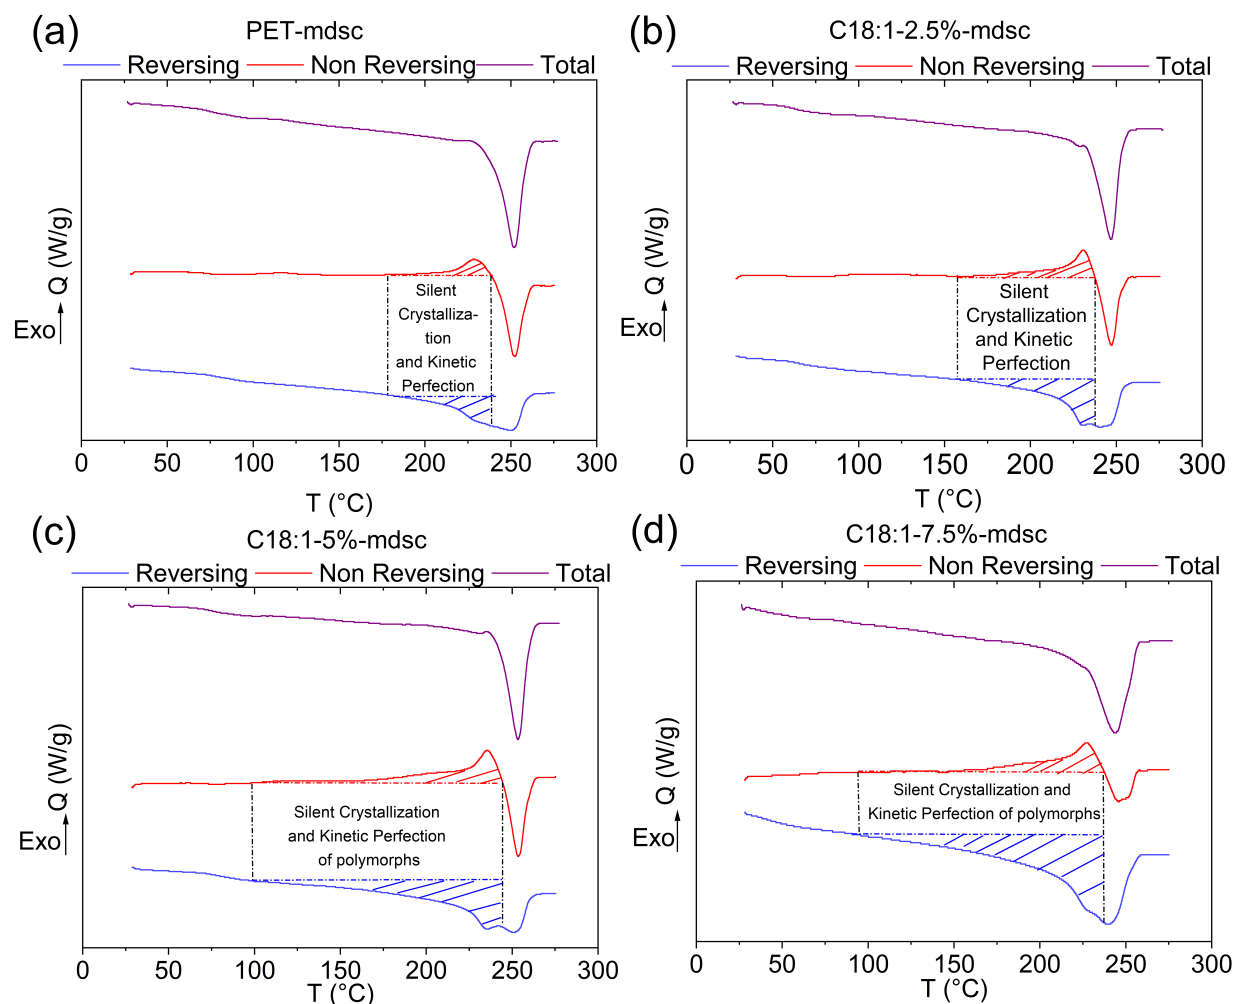 (a)
PET-mdsc
Reversing Non Reversing Total
Q (W/g)
Exo
Silent
Crystalliza-
tion
and Kinetic
Perfection
0 50 100 150 200 250 300
T (°C)
(b)
C18:1-2.5%-mdsc
Reversing Non Reversing Total
Q (W/g)
Exo
Silent
Crystallization
and Kinetic
Perfection
0 50 100 150 200 250 300
T (°C)
(c)
C18:1-5%-mdsc
Reversing Non Reversing Total
Q (W/g)
Exo
Silent Crystallization
and Kinetic Perfection
of polymorphs
0 50 100 150 200 250 300
T (°C)
(d)
C18:1-7.5%-mdsc
Reversing Non Reversing Total
Q (W/g)
Exo
Silent Crystallization and
Kinetic Perfection of polymorphs
0 50 100 150 200 250 300
T (°C)